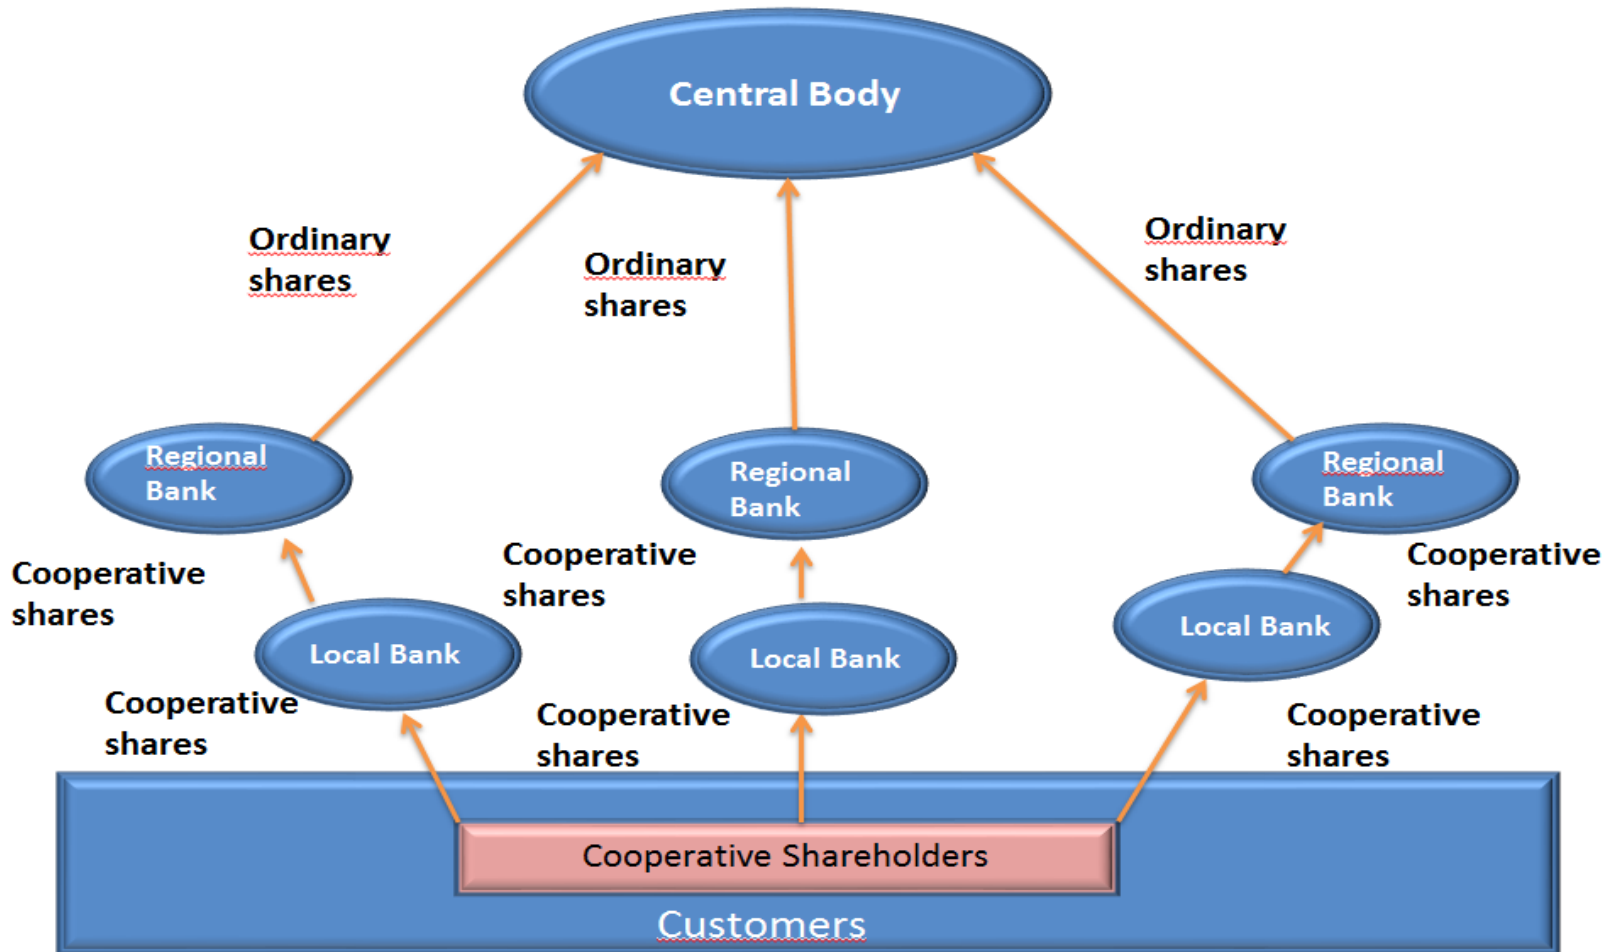 Central Body
Ordinary
shares
Ordinary
shares
Ordinary
shares
Regional
Bank
Regional
Bank
Regional
Bank
Cooperative
shares
Cooperative
shares
Cooperative
shares
Local Bank
Local Bank
Local Bank
Cooperative
shares
Cooperative
shares
Cooperative
shares
Cooperative Shareholders
Customers